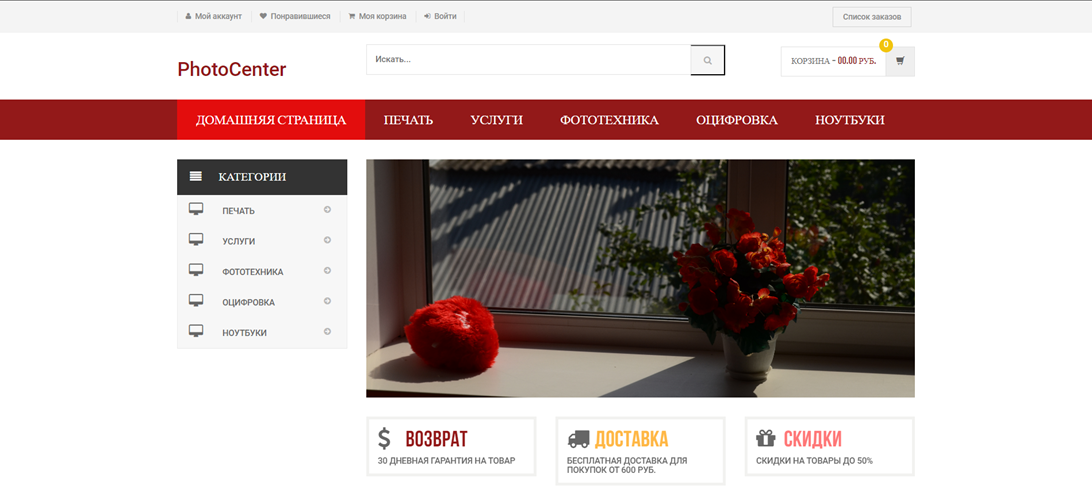 Мой аккаунт Понравившиеся Моя корзина Войти Список заказов
PhotoCenter
Искать...
КОРЗИНА - 00.00 РУБ.
0
ДОМАШНЯЯ СТРАНИЦА ПЕЧАТЬ УСЛУГИ ФОТОТЕХНИКА ОЦИФРОВКА НОУТБУКИ
КАТЕГОРИИ
ПЕЧАТЬ
УСЛУГИ
ФОТОТЕХНИКА
ОЦИФРОВКА
НОУТБУКИ
ВОЗВРАТ
30 ДНЕВНАЯ ГАРАНТИЯ НА ТОВАР
ДОСТАВКА
БЕСПЛАТНАЯ ДОСТАВКА ДЛЯ
ПОКУПОК ОТ 600 РУБ.
СКИДКИ
СКИДКИ НА ТОВАРЫ ДО 50%